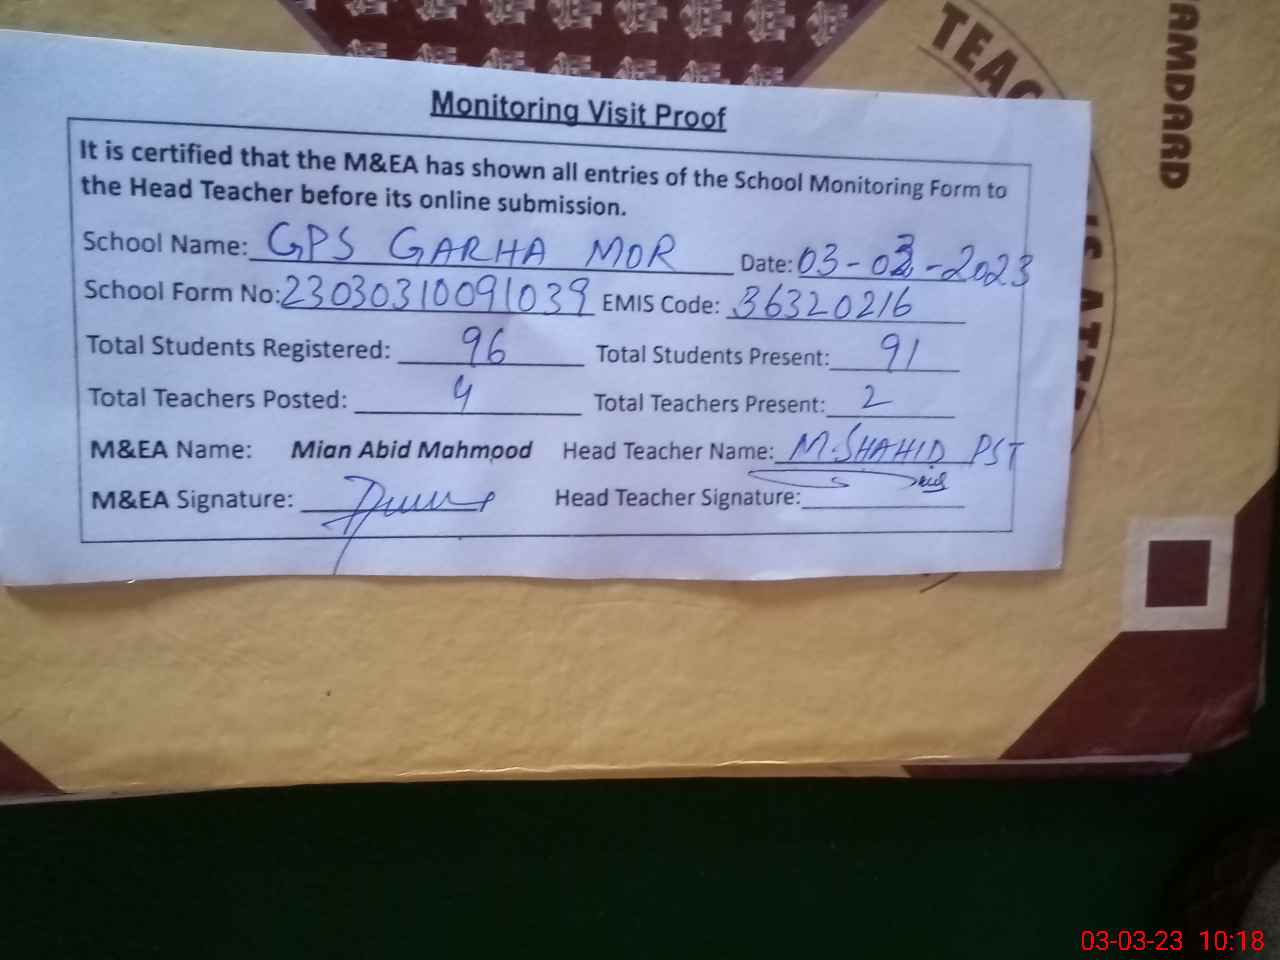 AMDARD
TEAC
Monitoring Visit Proof
It is certified that the M&EA has shown all entries of the School Monitoring Form to
the Head Teacher before its online submission.
School Name: GPS GARHA MOR Date: 03-03-2023
School Form No: 23030310091039 EMIS Code: 36320216
Total Students Registered: 96 Total Students Present: 91
Total Teachers Posted: 4 Total Teachers Present: 2
M&EA Name: Mian Abid Mahmood Head Teacher Name: M.SHAHID PST
M&EA Signature: Head Teacher Signature:
03-03-23 10:18